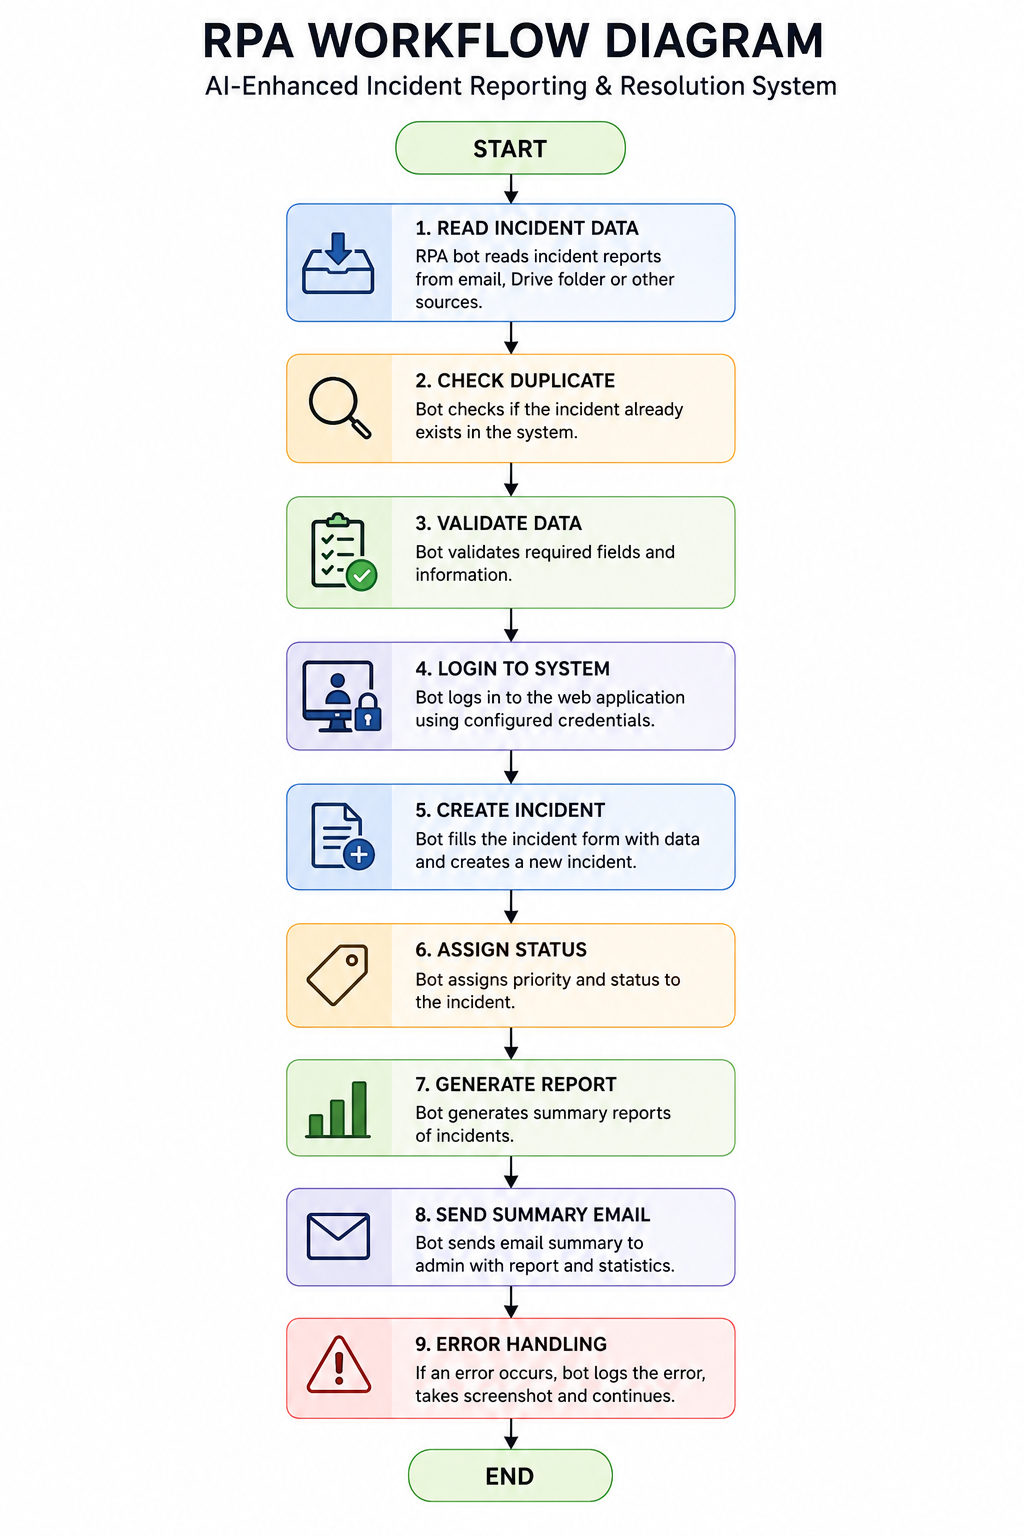 RPA WORKFLOW DIAGRAM
AI-Enhanced Incident Reporting & Resolution System
START
1. READ INCIDENT DATA
RPA bot reads incident reports
from email, Drive folder or other
sources.
2. CHECK DUPLICATE
Bot checks if the incident already
exists in the system.
3. VALIDATE DATA
Bot validates required fields and
information.
4. LOGIN TO SYSTEM
Bot logs in to the web application
using configured credentials.
5. CREATE INCIDENT
Bot fills the incident form with data
and creates a new incident.
6. ASSIGN STATUS
Bot assigns priority and status to
the incident.
7. GENERATE REPORT
Bot generates summary reports
of incidents.
8. SEND SUMMARY EMAIL
Bot sends email summary to
admin with report and statistics.
9. ERROR HANDLING
If an error occurs, bot logs the error,
takes screenshot and continues.
END